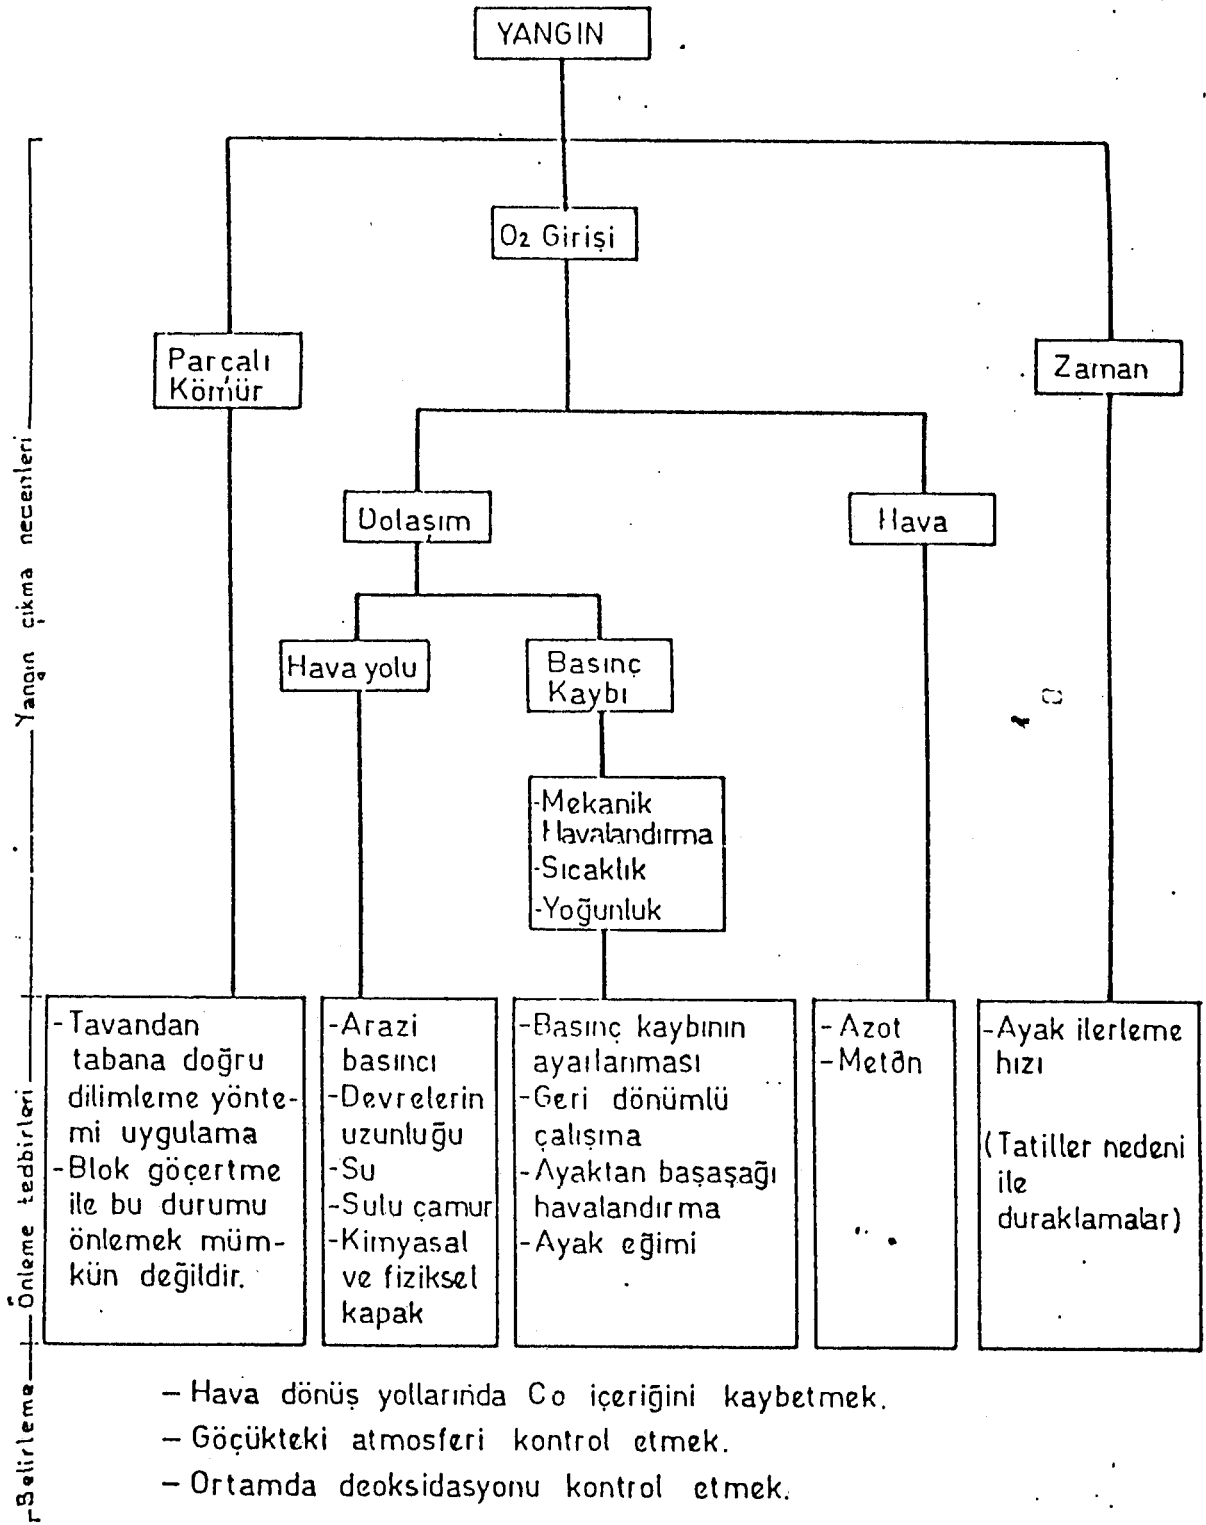 YANGIN
O2 Girişi
Parçalı
Kömür
Zaman
Dolaşım
Hava
Hava yolu
Basınç
Kaybı
-Mekanik
Havalandırma
-Sıcaklık
-Yoğunluk
Yangın çıkma nedenleri
-Tavandan
tabana doğru
dilimleme yönte-
mi uygulama
-Blok göçertme
ile bu durumu
önlemek müm-
kün değildir.
-Arazi
basıncı
-Devrelerin
uzunluğu
-Su
-Sulu çamur
-Kimyasal
ve fiziksel
kapak
-Basınç kaybının
ayarlanması
-Geri dönümlü
çalışma
-Ayaktan başaşağı
havalandırma
-Ayak eğimi
- Azot
-Metan
-Ayak ilerleme
hızı
(Tatiller nedeni
ile
duraklamalar)
Önleme tedbirleri
Belirleme
- Hava dönüş yollarında Co içeriğini kaybetmek.
- Göçükteki atmosferi kontrol etmek.
- Ortamda deoksidasyonu kontrol etmek.